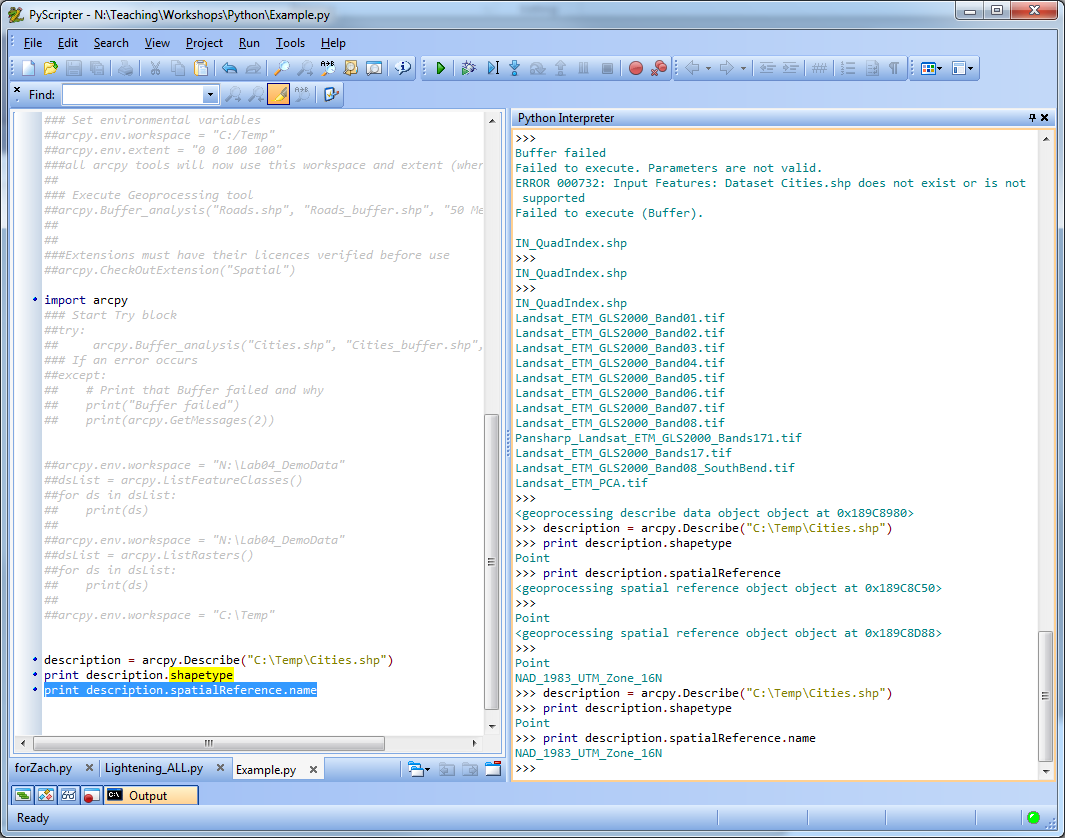 PyScripter - N:\Teaching\Workshops\Python\Example.py
File Edit Search View Project Run Tools Help
Find:
### Set environmental variables
##arcpy.env.workspace = "C:/Temp"
##arcpy.env.extent = "0 0 100 100"
###all arcpy tools will now use this workspace and extent (wher
##
### Execute Geoprocessing tool
##arcpy.Buffer_analysis("Roads.shp", "Roads_buffer.shp", "50 Me
##
##
###Extensions must have their licences verified before use
##arcpy.CheckOutExtension("Spatial")
import arcpy
### Start Try block
##try:
##    arcpy.Buffer_analysis("Cities.shp", "Cities_buffer.shp",
### If an error occurs
##except:
##    # Print that Buffer failed and why
##    print("Buffer failed")
##    print(arcpy.GetMessages(2))
##arcpy.env.workspace = "N:\Lab04_DemoData"
##dsList = arcpy.ListFeatureClasses()
##for ds in dsList:
##    print(ds)
##
##arcpy.env.workspace = "N:\Lab04_DemoData"
##dsList = arcpy.ListRasters()
##for ds in dsList:
##    print(ds)
##
##arcpy.env.workspace = "C:\Temp"
description = arcpy.Describe("C:\Temp\Cities.shp")
print description.shapetype
print description.spatialReference.name
forZach.py Lightening_ALL.py Example.py
Python Interpreter
>>>
Buffer failed
Failed to execute. Parameters are not valid.
ERROR 000732: Input Features: Dataset Cities.shp does not exist or is not
supported
Failed to execute (Buffer).
IN_QuadIndex.shp
>>>
IN_QuadIndex.shp
>>>
IN_QuadIndex.shp
Landsat_ETM_GLS2000_Band01.tif
Landsat_ETM_GLS2000_Band02.tif
Landsat_ETM_GLS2000_Band03.tif
Landsat_ETM_GLS2000_Band04.tif
Landsat_ETM_GLS2000_Band05.tif
Landsat_ETM_GLS2000_Band06.tif
Landsat_ETM_GLS2000_Band07.tif
Landsat_ETM_GLS2000_Band08.tif
Pansharp_Landsat_ETM_GLS2000_Bands171.tif
Landsat_ETM_GLS2000_Bands17.tif
Landsat_ETM_GLS2000_Band08_SouthBend.tif
Landsat_ETM_PCA.tif
>>>
<geoprocessing describe data object object at 0x189C8980>
>>> description = arcpy.Describe("C:\Temp\Cities.shp")
>>> print description.shapetype
Point
>>> print description.spatialReference
<geoprocessing spatial reference object object at 0x189C8C50>
>>>
Point
<geoprocessing spatial reference object object at 0x189C8D88>
>>>
Point
NAD_1983_UTM_Zone_16N
>>> description = arcpy.Describe("C:\Temp\Cities.shp")
>>> print description.shapetype
Point
>>> print description.spatialReference.name
NAD_1983_UTM_Zone_16N
>>>
Output
Ready